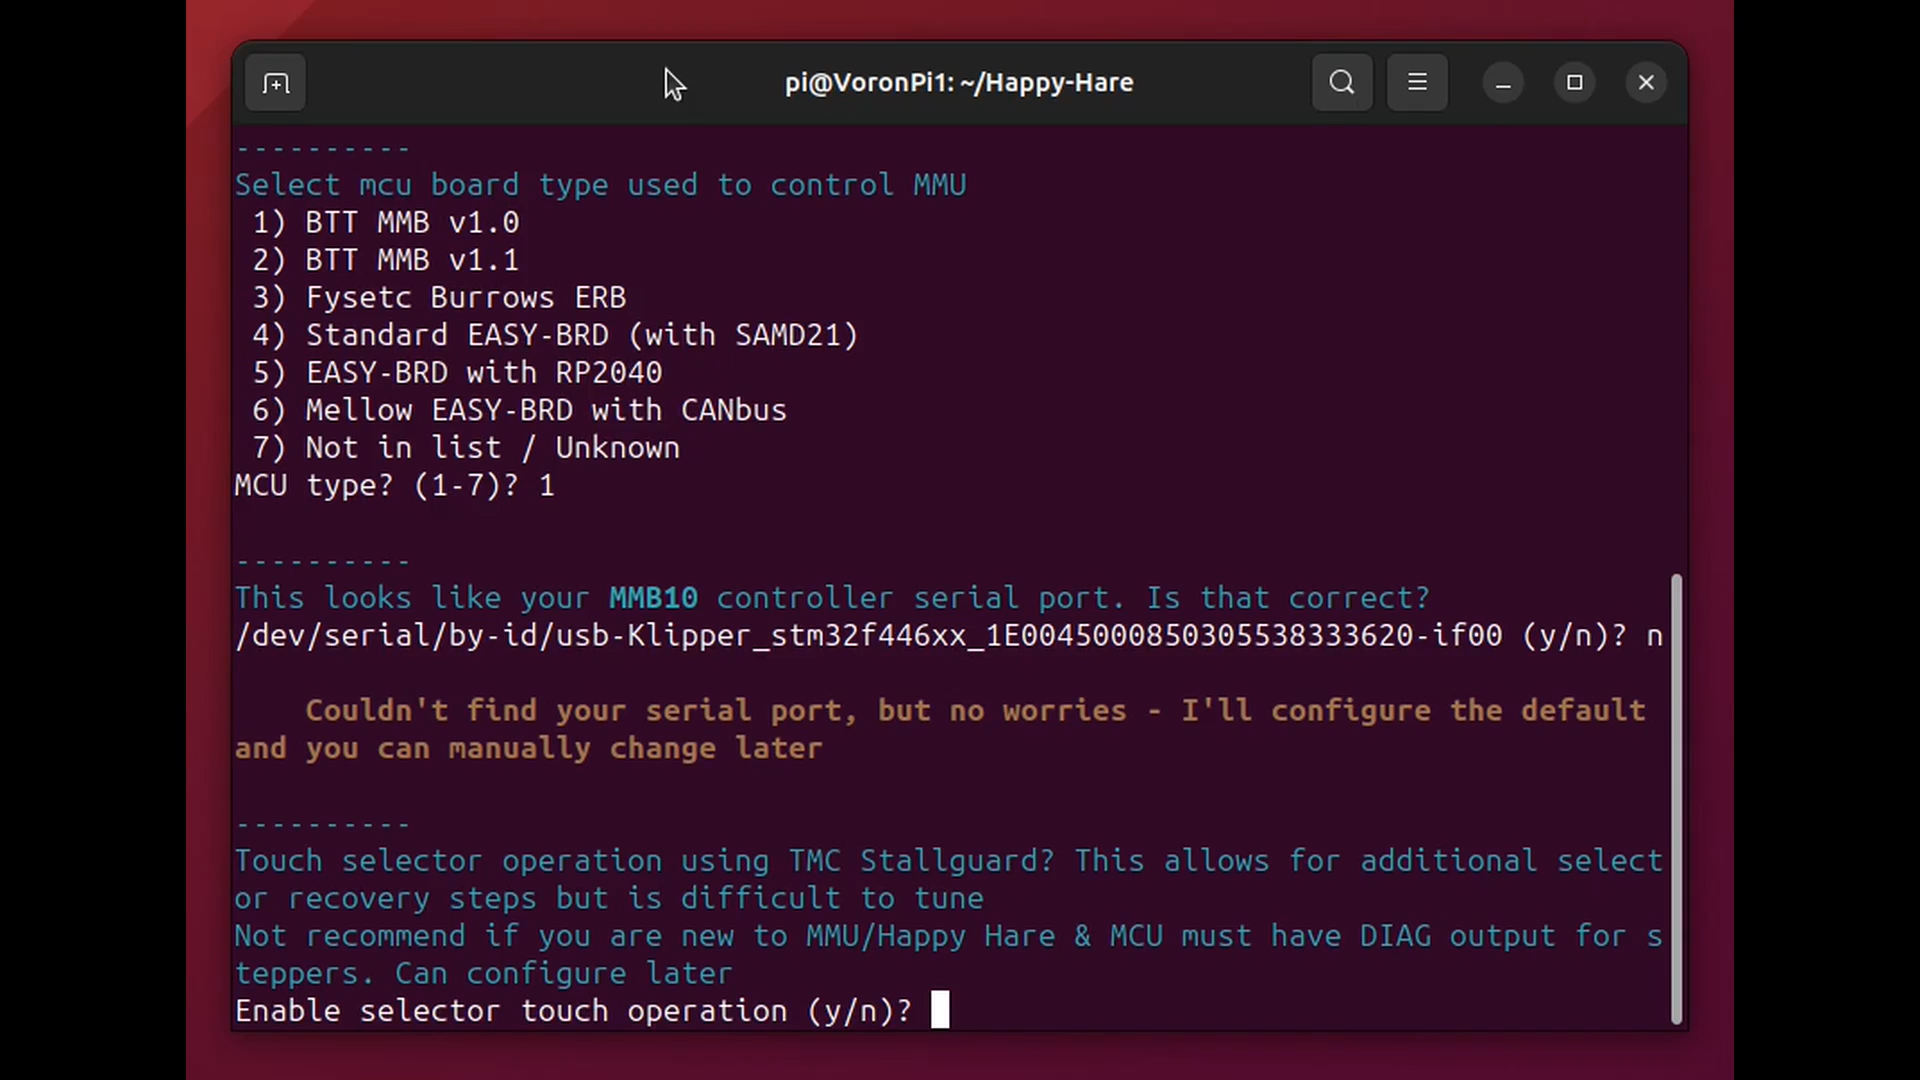 pi@VoronPi1: ~/Happy-Hare
----------
Select mcu board type used to control MMU
1) BTT MMB v1.0
2) BTT MMB v1.1
3) Fysetc Burrows ERB
4) Standard EASY-BRD (with SAMD21)
5) EASY-BRD with RP2040
6) Mellow EASY-BRD with CANbus
7) Not in list / Unknown
MCU type? (1-7)? 1
----------
This looks like your MMB10 controller serial port. Is that correct?
/dev/serial/by-id/usb-Klipper_stm32f446xx_1E0045000850305538333620-if00 (y/n)? n
Couldn't find your serial port, but no worries - I'll configure the default
and you can manually change later
----------
Touch selector operation using TMC Stallguard? This allows for additional select
or recovery steps but is difficult to tune
Not recommend if you are new to MMU/Happy Hare & MCU must have DIAG output for s
teppers. Can configure later
Enable selector touch operation (y/n)?